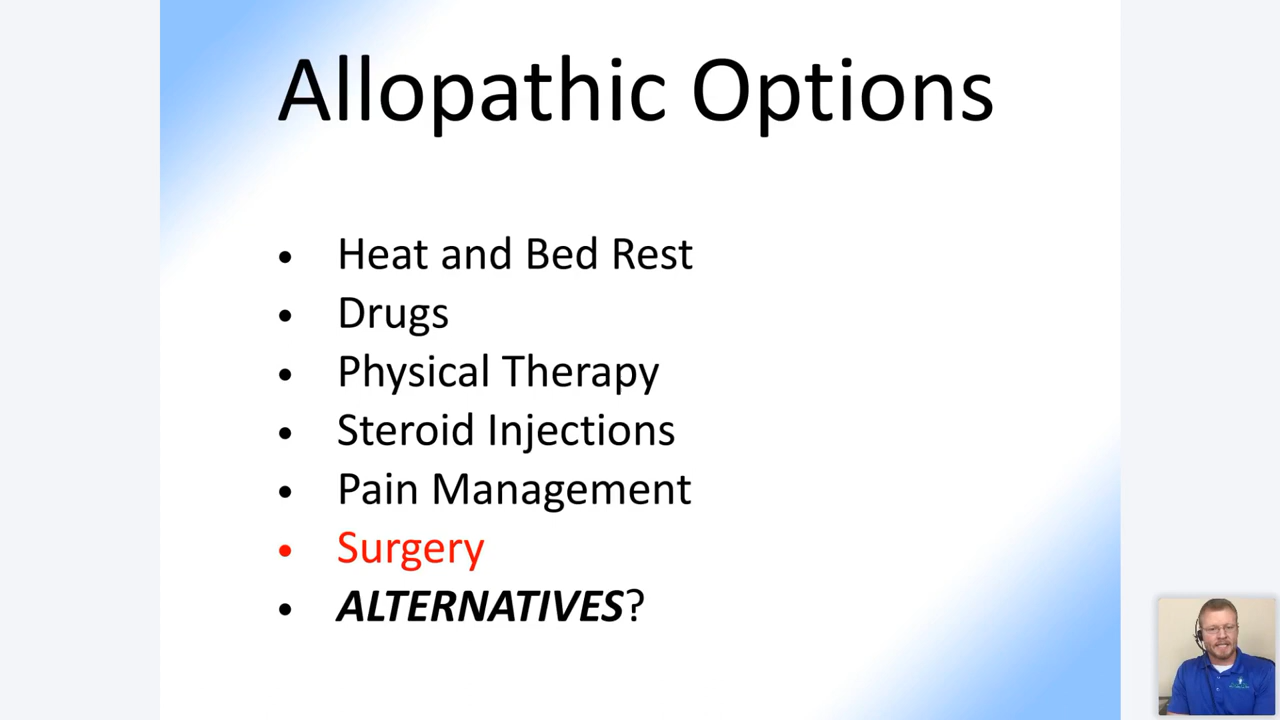 Allopathic Options
• Heat and Bed Rest
• Drugs
• Physical Therapy
• Steroid Injections
• Pain Management
• Surgery
• ALTERNATIVES?